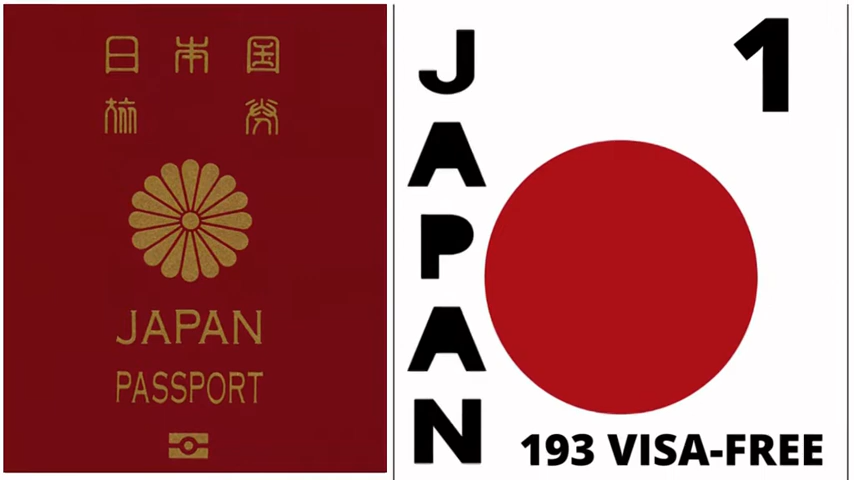 日本国
旅券
JAPAN
PASSPORT
JAPAN
1
193 VISA-FREE